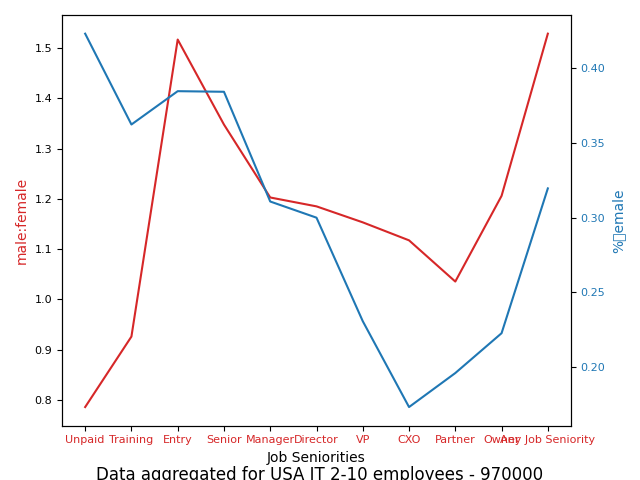 1.5
1.4
1.3
1.2
1.1
1.0
0.9
0.8
male:female
0.40
0.35
0.30
0.25
0.20
%emale
Unpaid Training Entry Senior Manager Director VP CXO Partner Owner Any Job Seniority
Job Seniorities
Data aggregated for USA IT 2-10 employees - 970000